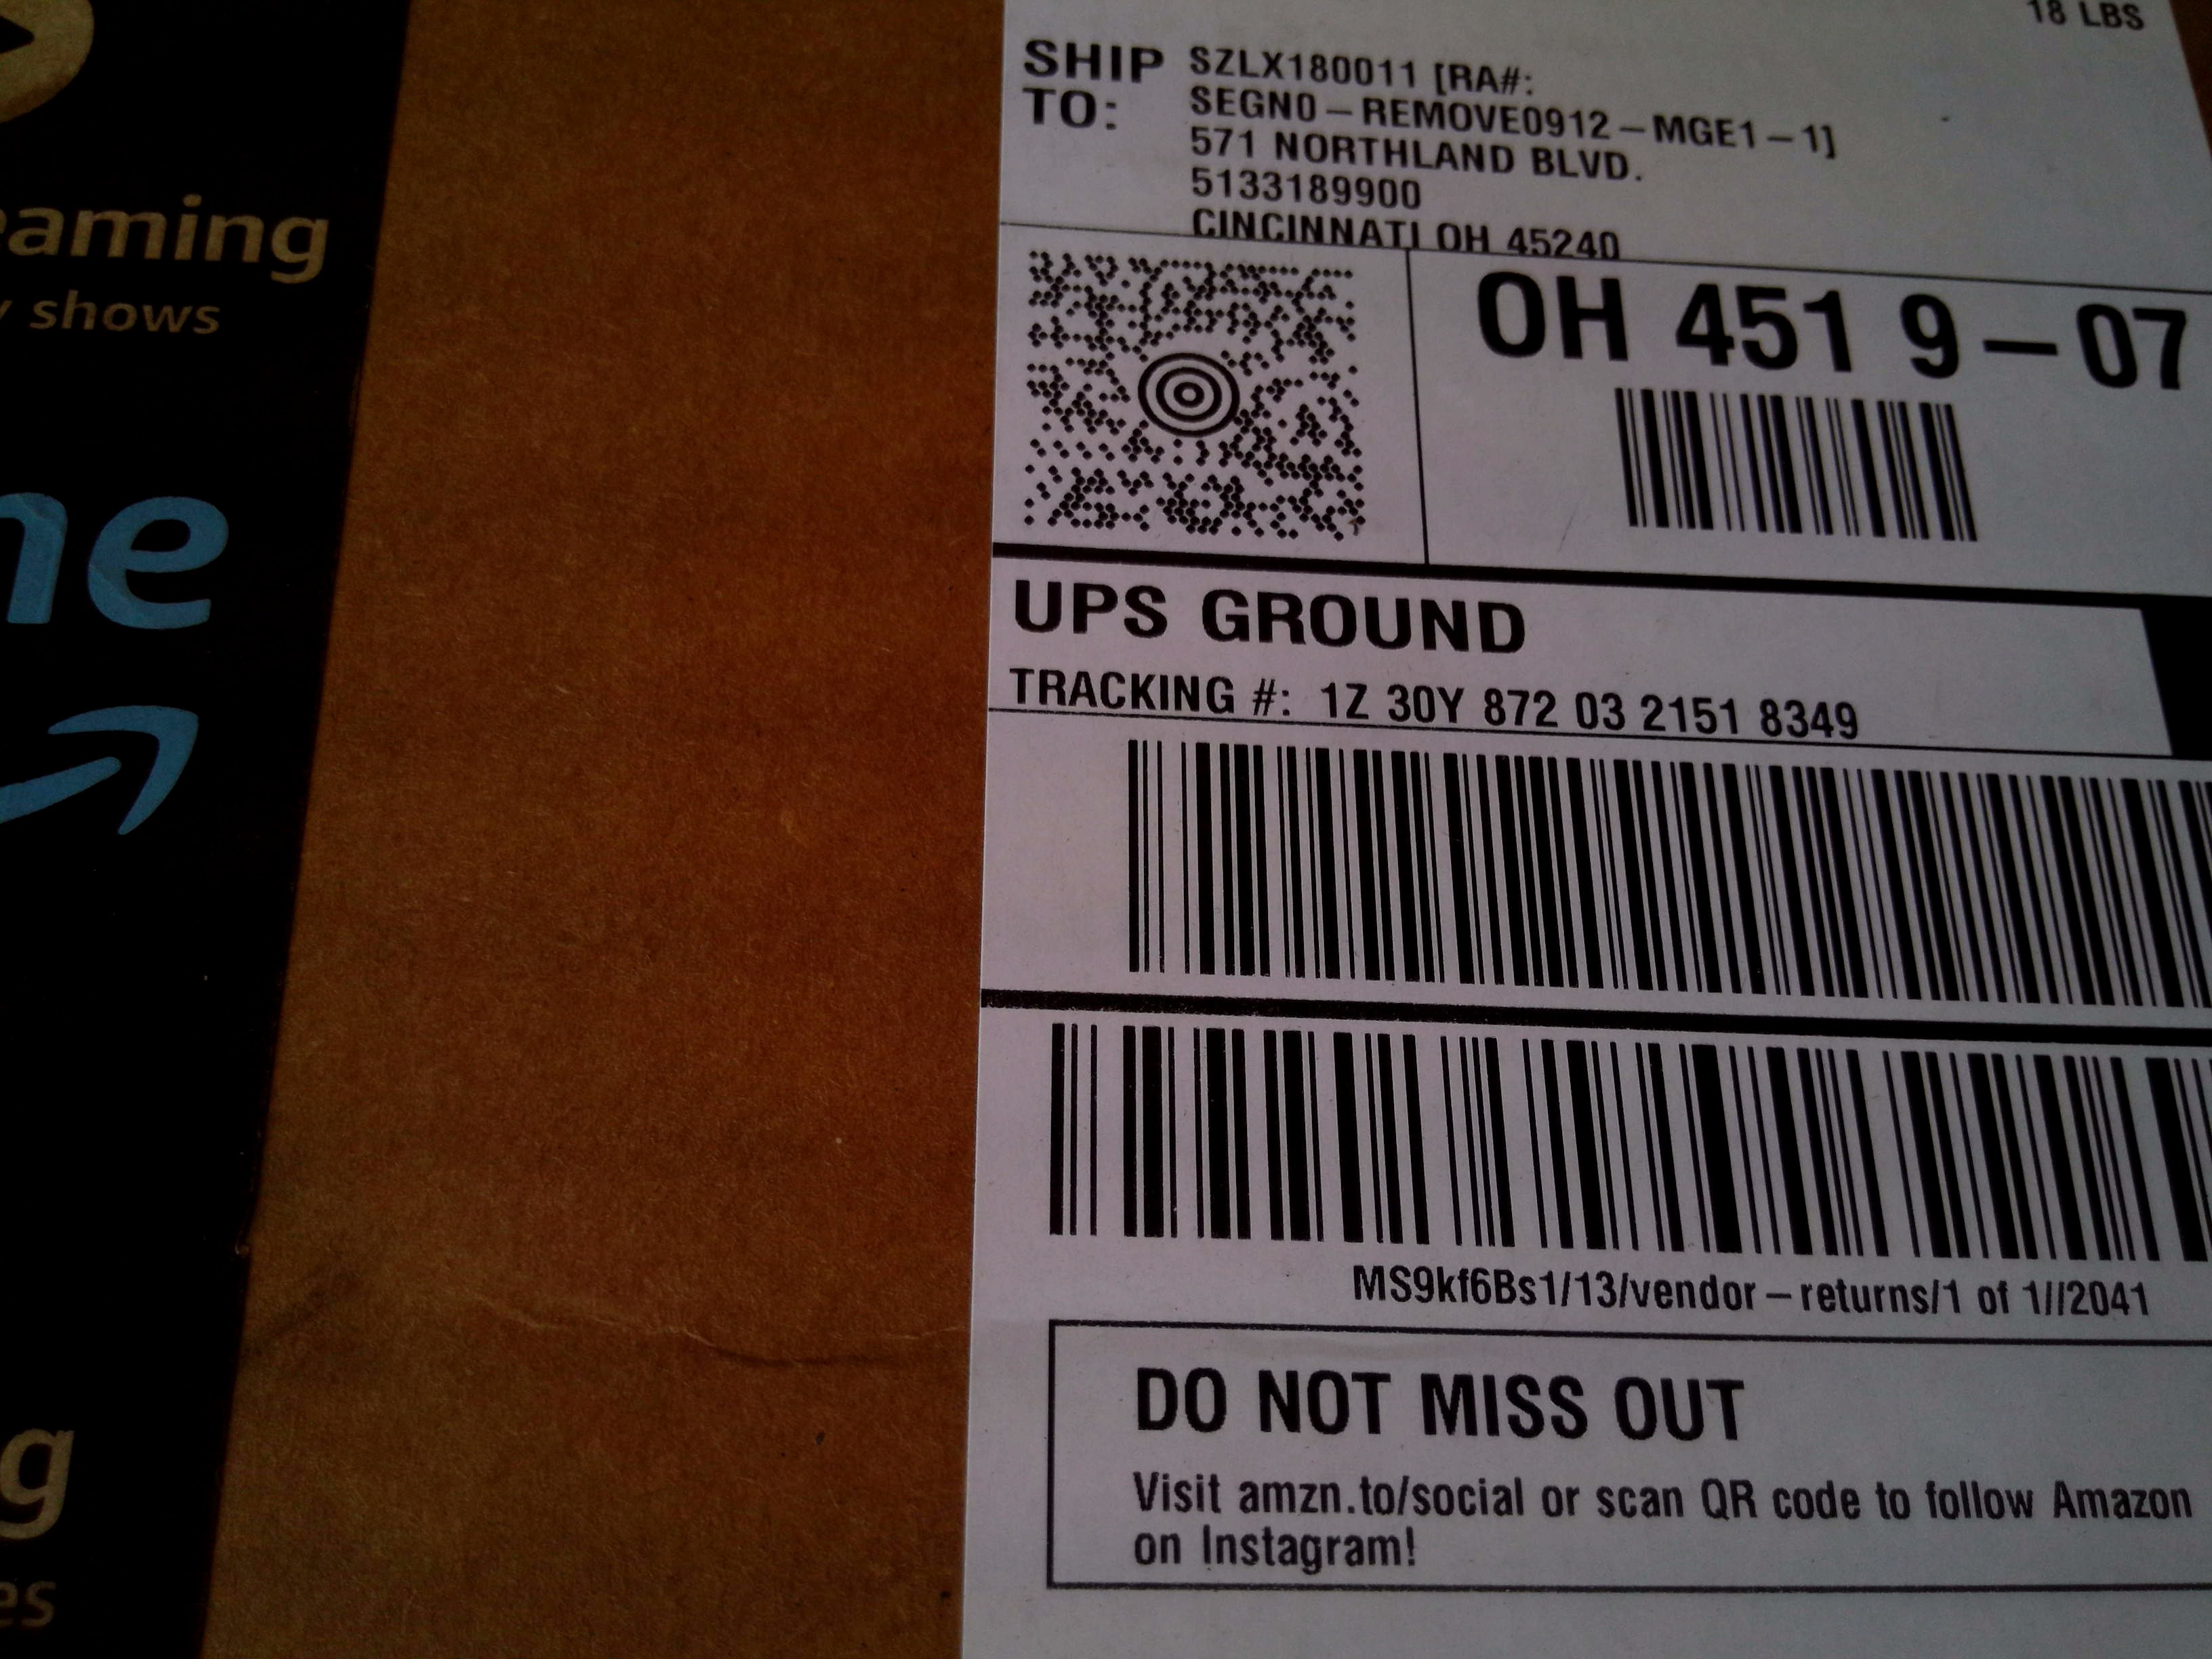 eaming
shows
ne
g
es
18 LBS
SHIP TO:
SZLX180011 [RA#:
SEGN0-REMOVE0912-MGE1-1]
571 NORTHLAND BLVD.
5133189900
CINCINNATI OH 45240
OH 451 9-07
UPS GROUND
TRACKING #: 1Z 30Y 872 03 2151 8349
MS9kf6Bs1/13/vendor-returns/1 of 1//2041
DO NOT MISS OUT
Visit amzn.to/social or scan QR code to follow Amazon
on Instagram!